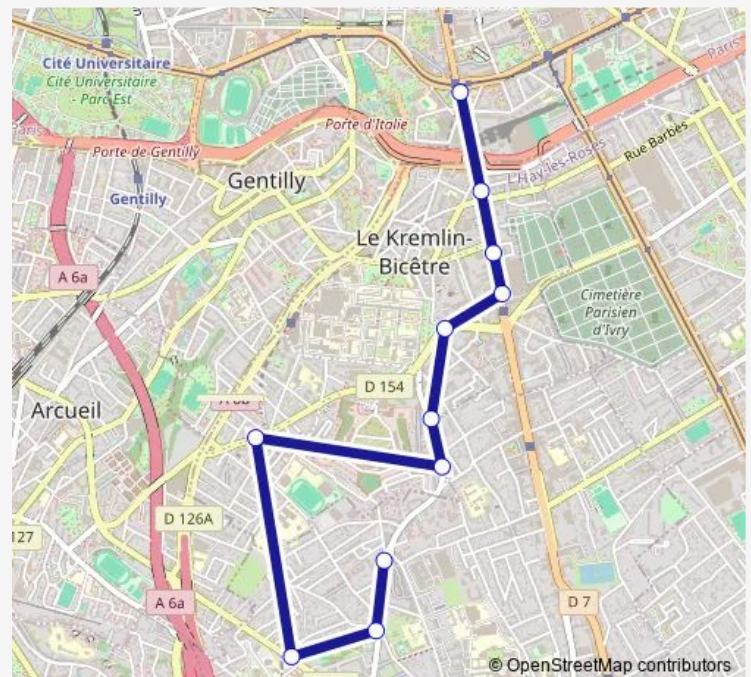 Cité Universitaire
Cité Universitaire
- Parc Est
Paris
Paris
Porte d'Italie
Porte de Gentilly
L'Haÿ-les-Roses
Rue Barbès
Gentilly
Gentilly
Le Kremlin-
Bicêtre
A 6a
Cimetière
Parisien
d'Ivry
D 154
Arcueil
D 126A
127
A 6a
D 7
© OpenStreetMap contributors